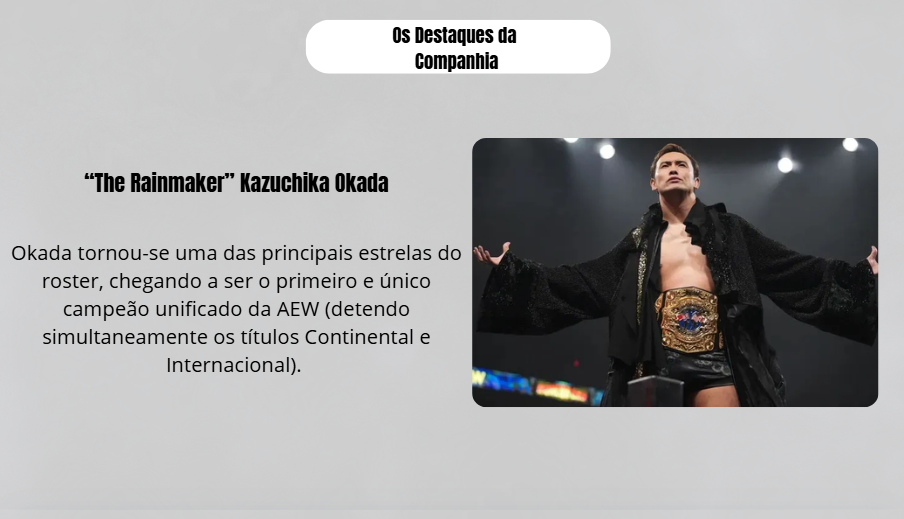 Os Destaques da
Companhia
“The Rainmaker” Kazuchika Okada
Okada tornou-se uma das principais estrelas do
roster, chegando a ser o primeiro e único
campeão unificado da AEW (detendo
simultaneamente os títulos Continental e
Internacional).